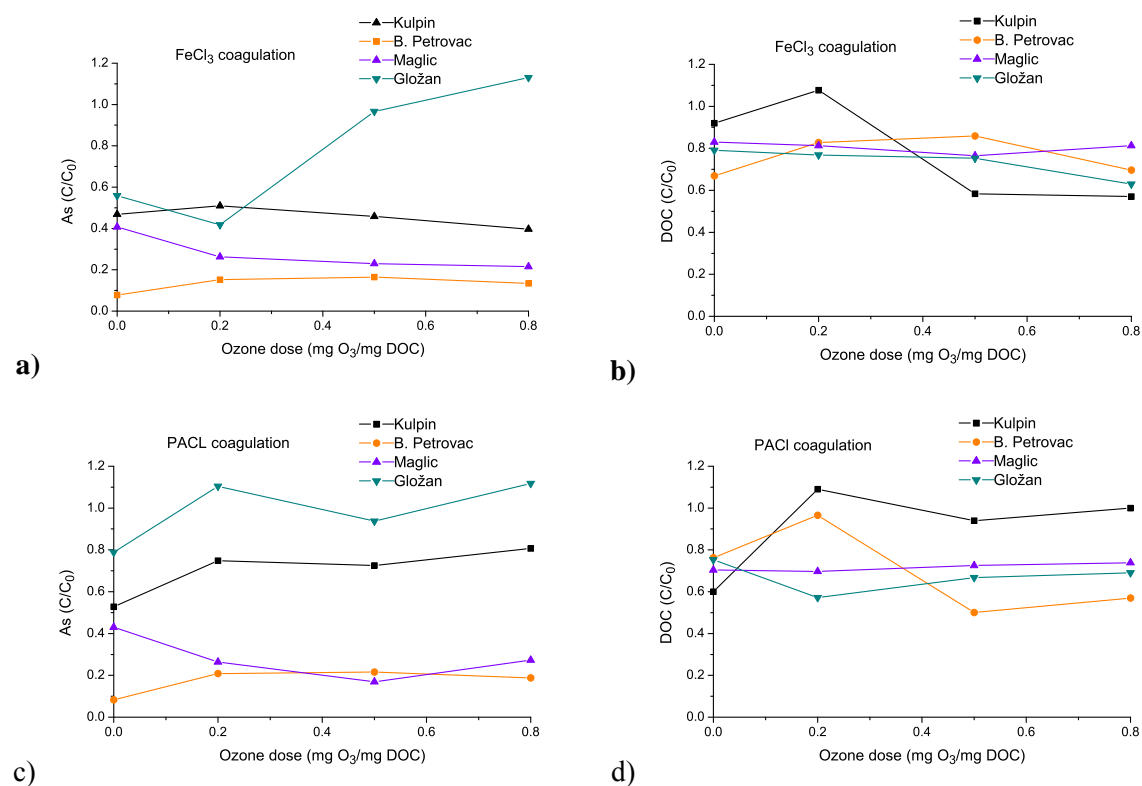 FeCl₃ coagulation
Kulpin
B. Petrovac
Maglic
Gložan
1.2
1.0
0.8
0.6
0.4
0.2
0.0
As (C/C₀)
0.0 0.2 0.4 0.6 0.8
Ozone dose (mg O₃/mg DOC)
a)
FeCl₃ coagulation
Kulpin
B. Petrovac
Maglic
Gložan
1.2
1.0
0.8
0.6
0.4
0.2
0.0
DOC (C/C₀)
0.0 0.2 0.4 0.6 0.8
Ozone dose (mg O₃/mg DOC)
b)
PACL coagulation
Kulpin
B. Petrovac
Maglic
Gložan
1.2
1.0
0.8
0.6
0.4
0.2
0.0
As (C/C₀)
0.0 0.2 0.4 0.6 0.8
Ozone dose (mg O₃/mg DOC)
c)
PACl coagulation
Kulpin
B. Petrovac
Maglic
Gložan
1.2
1.0
0.8
0.6
0.4
0.2
0.0
DOC (C/C₀)
0.0 0.2 0.4 0.6 0.8
Ozone dose (mg O₃/mg DOC)
d)